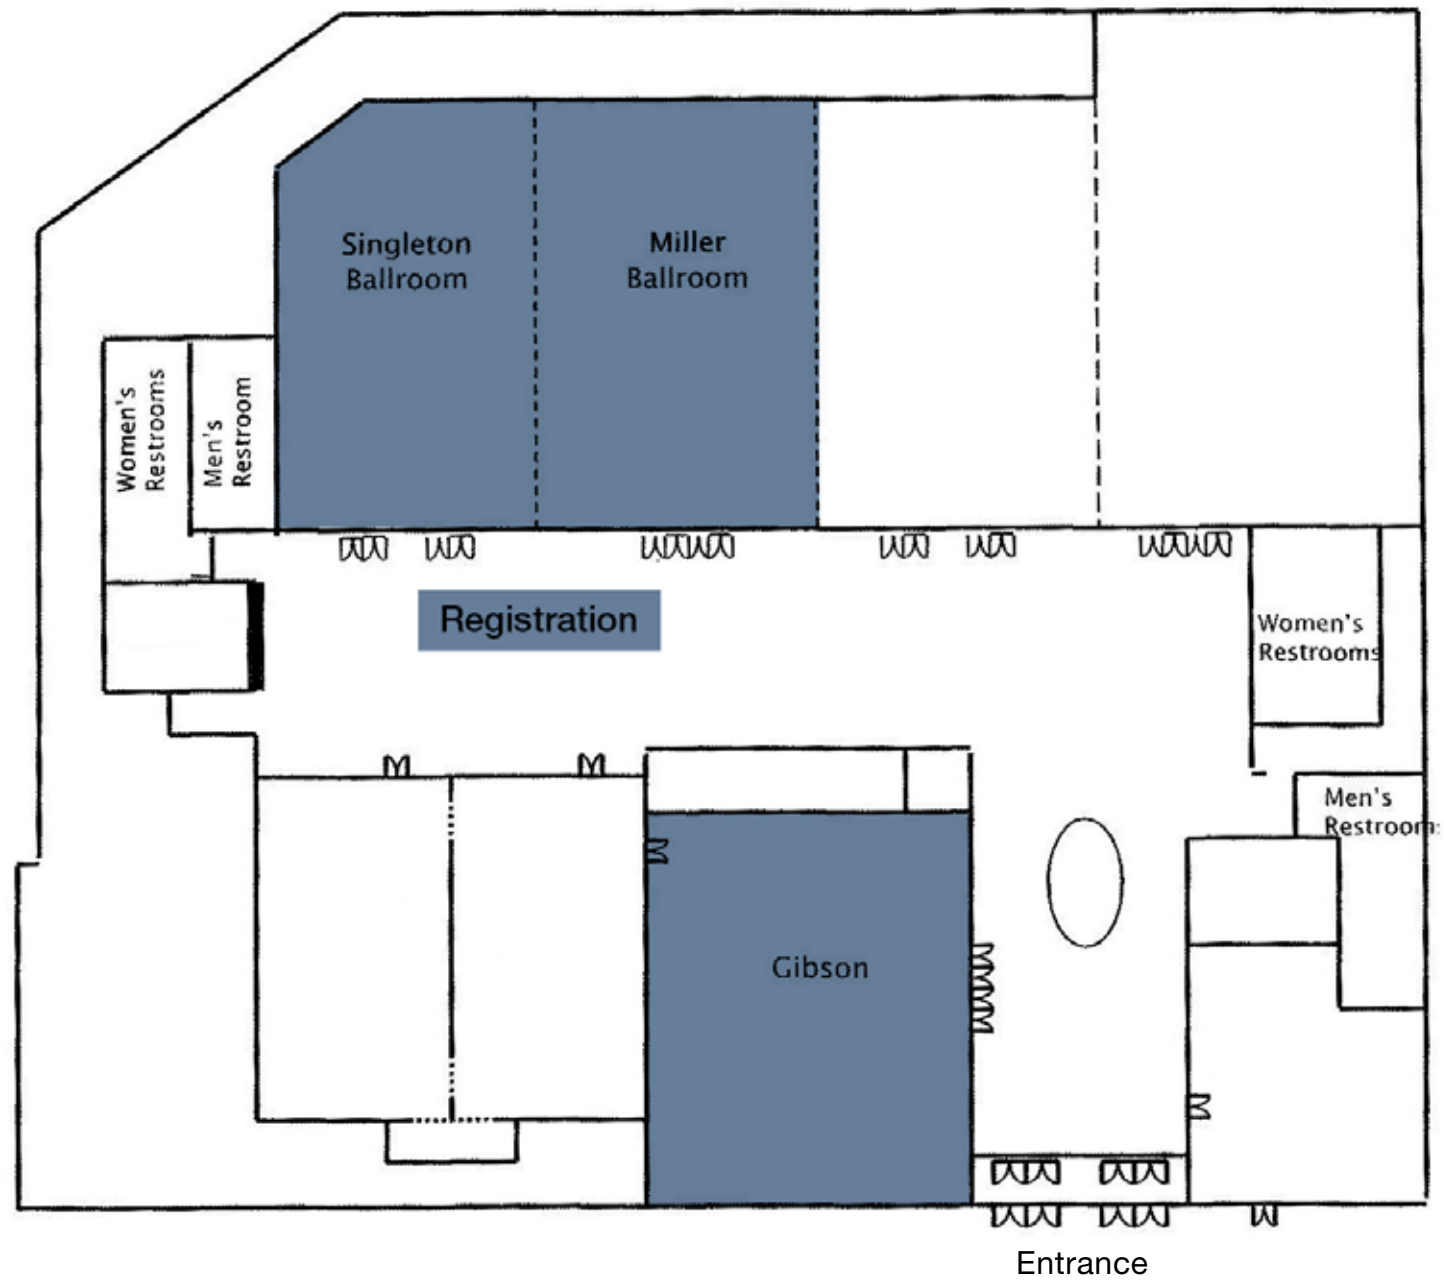 Singleton
Ballroom
Miller
Ballroom
Women's
Restrooms
Men's
Restroom
Registration
Women's
Restrooms
Men's
Restroom:
Gibson
Entrance